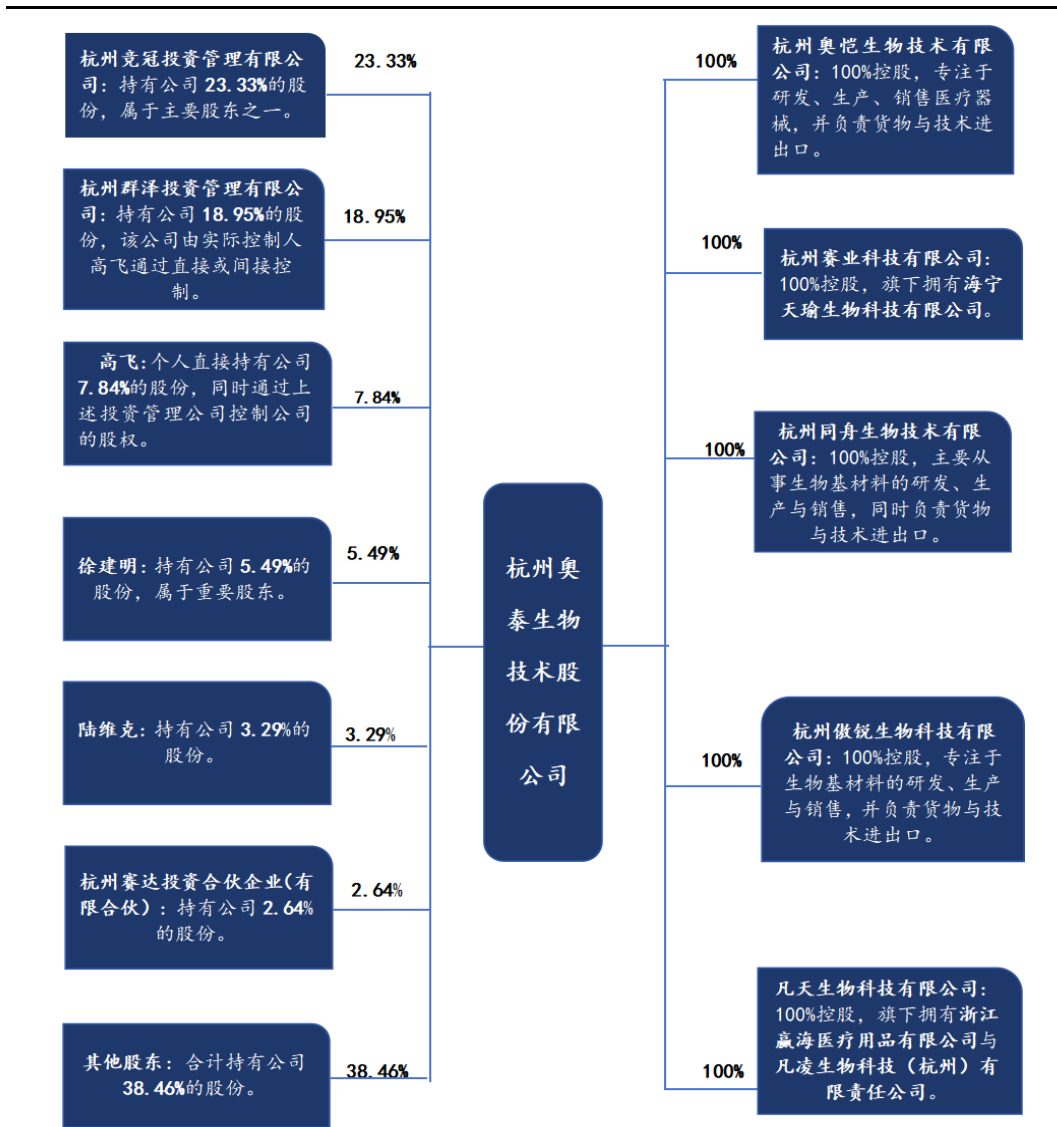 杭州竞冠投资管理有限公
司：持有公司 23.33%的股
份，属于主要股东之一。
23.33%
杭州群泽投资管理有限公
司：持有公司 18.95%的股
份，该公司由实际控制人
高飞通过直接或间接控
制。
18.95%
高飞:个人直接持有公司
7.84%的股份，同时通过上
述投资管理公司控制公司
的股权。
7.84%
徐建明：持有公司 5.49%的
股份，属于重要股东。
5.49%
陆维克：持有公司 3.29%的
股份。
3.29%
杭州赛达投资合伙企业(有
限合伙）：持有公司 2.64%
的股份。
2.64%
其他股东：合计持有公司
38.46%的股份。
38.46%
杭州奥
泰生物
技术股
份有限
公司
100%
杭州奥恺生物技术有限
公司：100%控股，专注于
研发、生产、销售医疗器
械，并负责货物与技术进
出口。
100%
杭州赛业科技有限公司：
100%控股，旗下拥有海宁
天瑜生物科技有限公司。
100%
杭州同舟生物技术有限
公司：100%控股，主要从
事生物基材料的研发、生
产与销售，同时负责货物
与技术进出口。
100%
杭州傲锐生物科技有限
公司：100%控股，专注于
生物基材料的研发、生产
与销售，并负责货物与技
术进出口。
100%
凡天生物科技有限公司：
100%控股，旗下拥有浙江
赢海医疗用品有限公司与
凡凌生物科技（杭州）有
限责任公司。